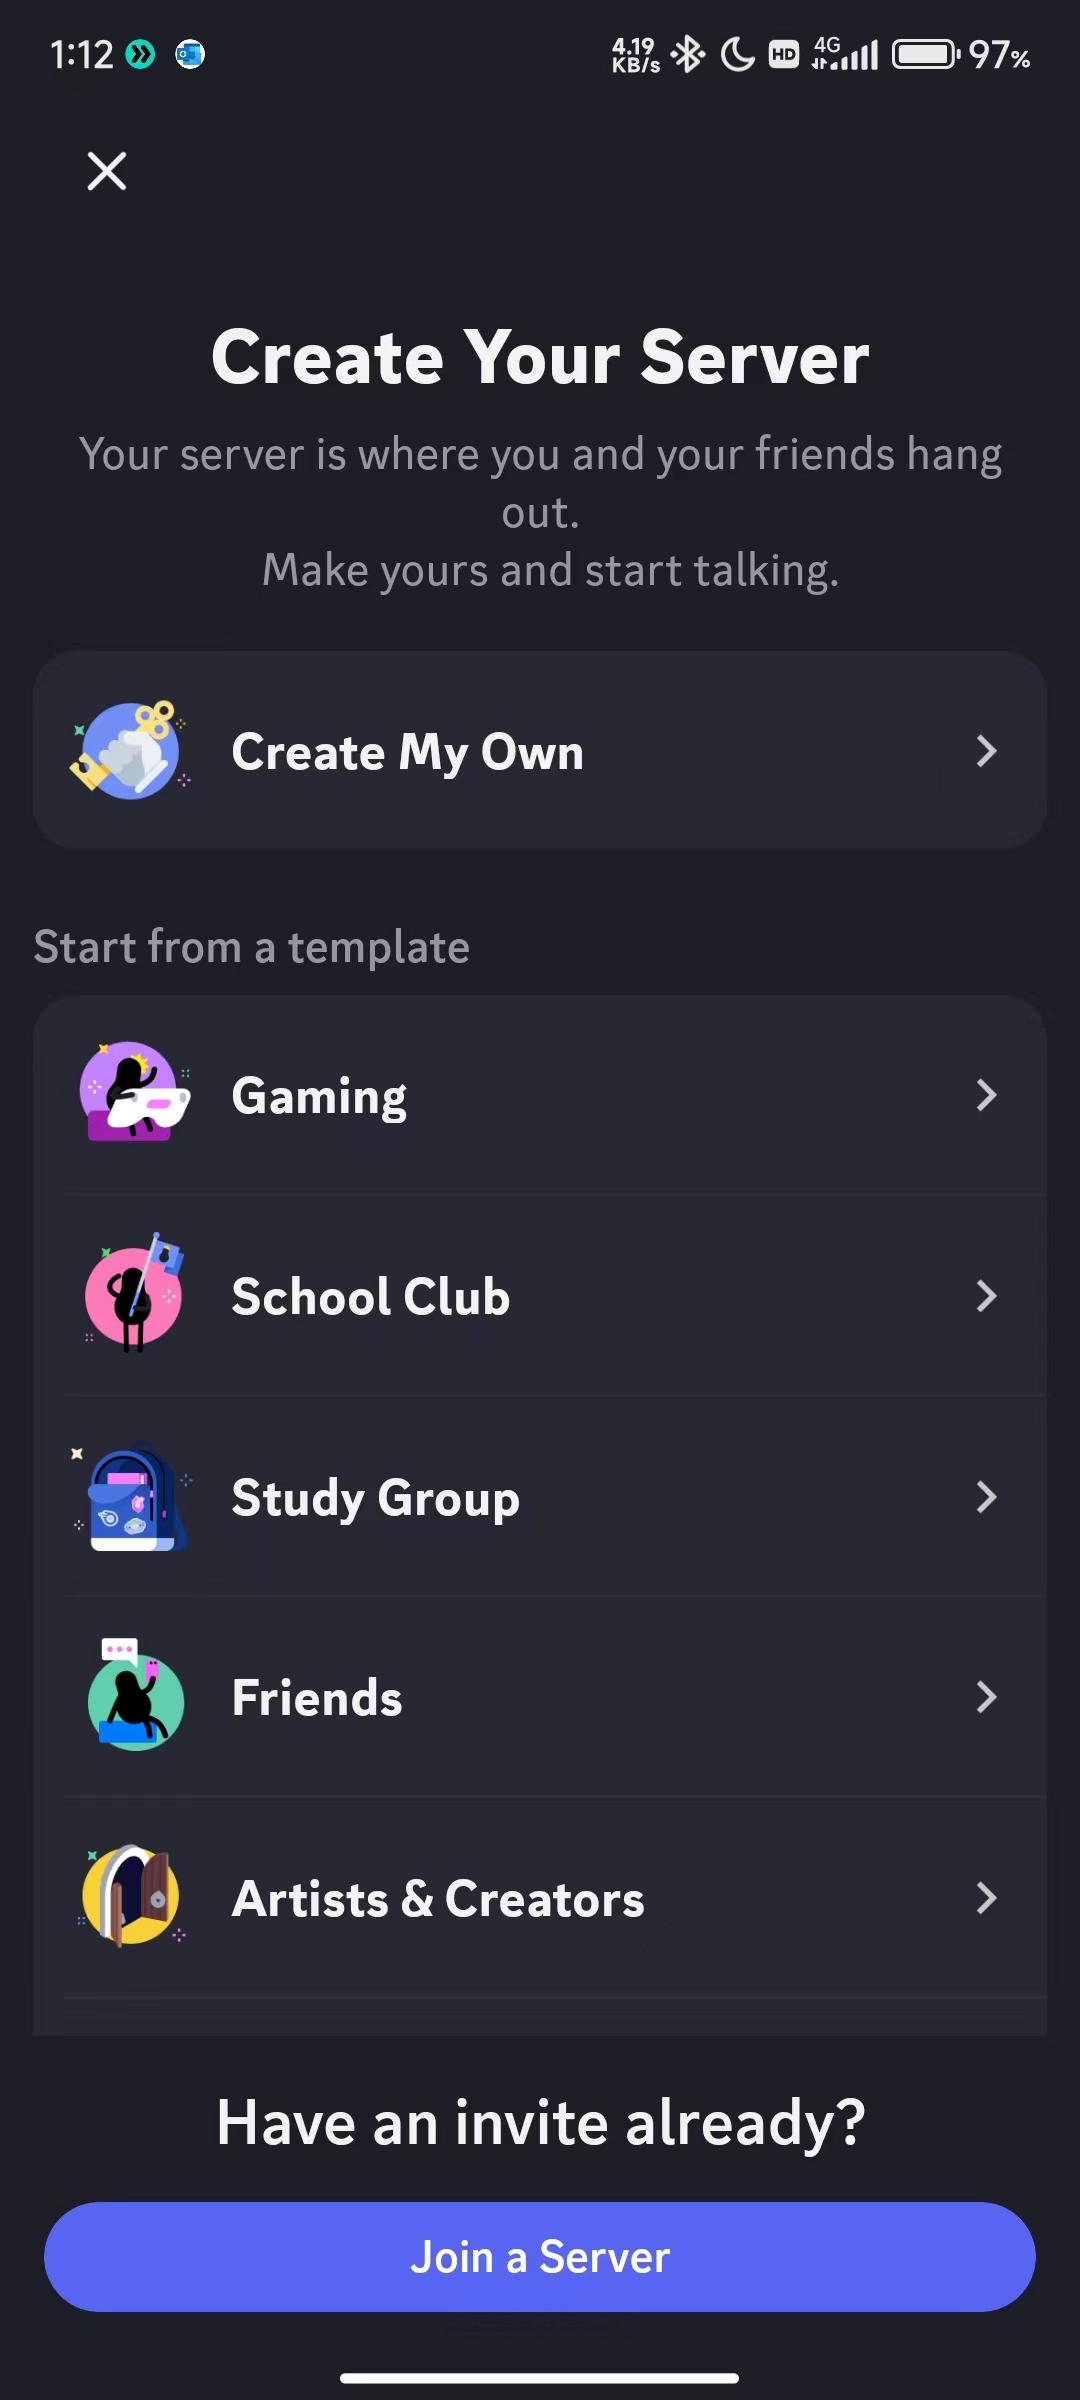 1:12
4.19 KB/s HD 4G 97%
Create Your Server
Your server is where you and your friends hang
out.
Make yours and start talking.
Create My Own
Start from a template
Gaming
School Club
Study Group
Friends
Artists & Creators
Have an invite already?
Join a Server